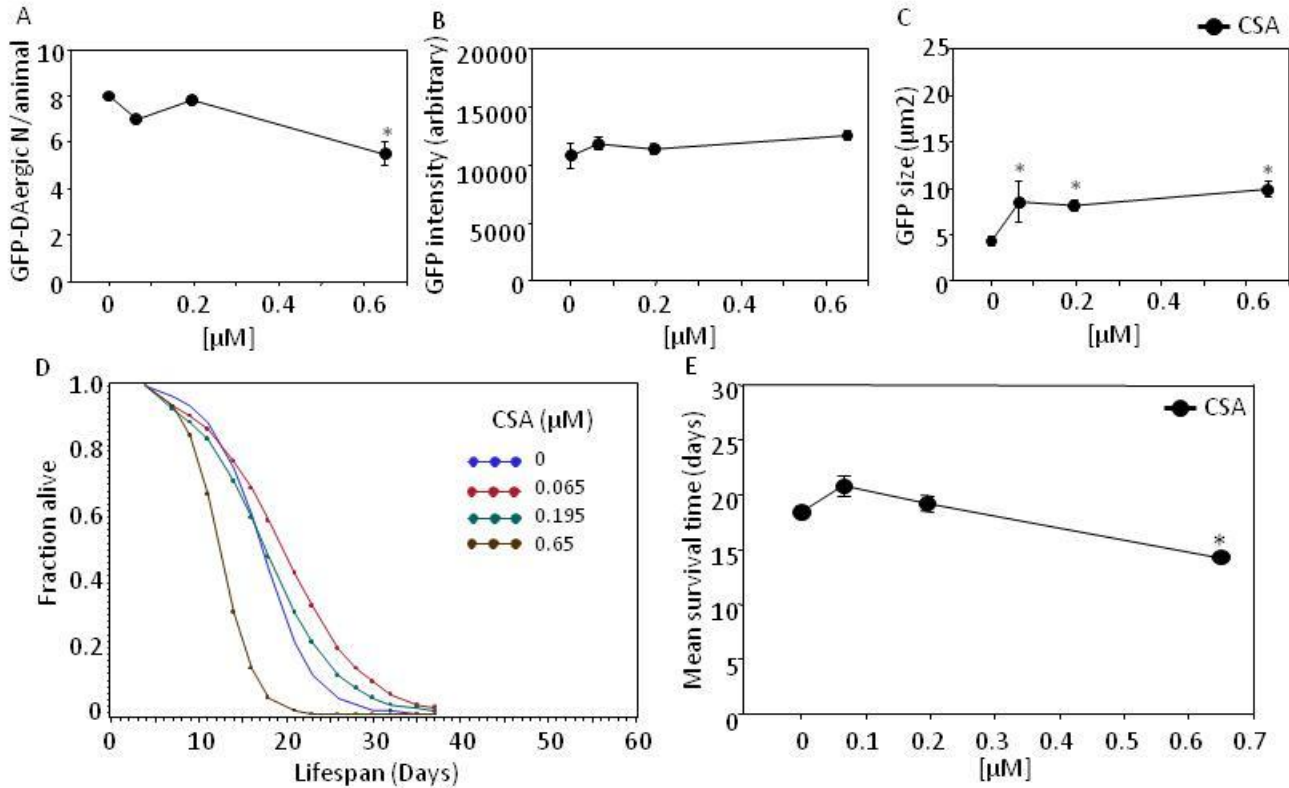 A
GFP-DAergic N/ animal
10
8
6
4
2
0
*
0 0.2 0.4 0.6
[µM]
B
GFP intensity (arbitrary)
20000
15000
10000
5000
0
0 0.2 0.4 0.6
[µM]
C
CSA
GFP size (µm2)
25
20
15
10
5
0
* * *
0 0.2 0.4 0.6
[µM]
D
Fraction alive
1.0
0.8
0.6
0.4
0.2
0
CSA (µM)
0
0.065
0.195
0.65
0 10 20 30 40 50 60
Lifespan (Days)
E
CSA
Mean survival time (days)
30
25
20
15
10
5
0
*
0 0.1 0.2 0.3 0.4 0.5 0.6 0.7
[µM]